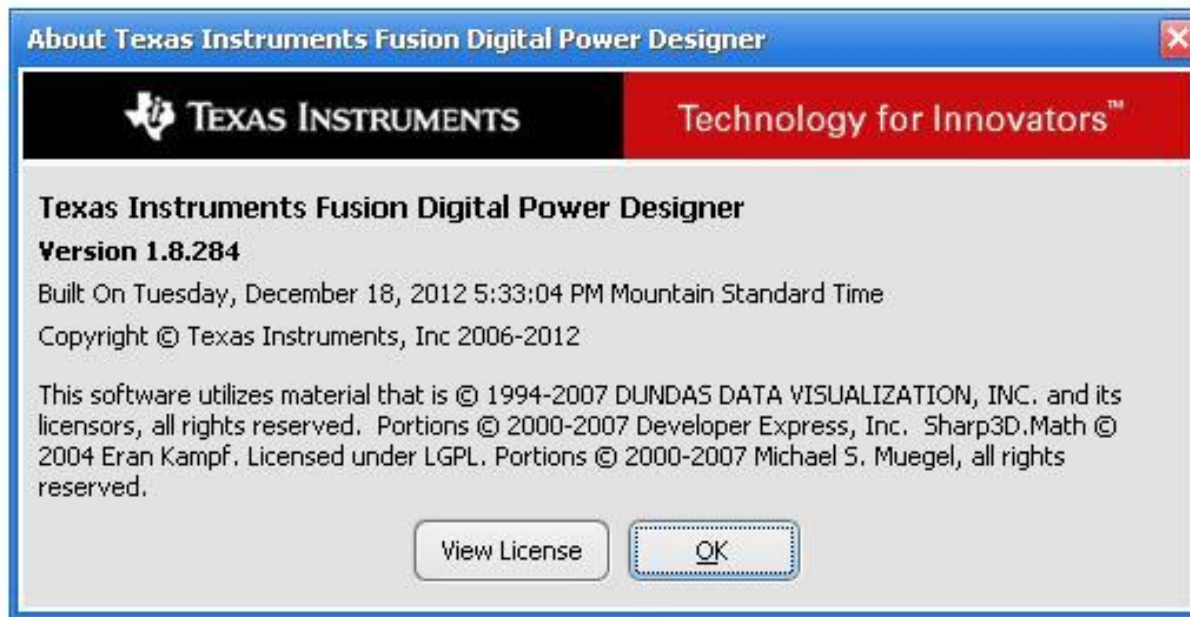 About Texas Instruments Fusion Digital Power Designer
TEXAS INSTRUMENTS
Technology for Innovators™
Texas Instruments Fusion Digital Power Designer
Version 1.8.284
Built On Tuesday, December 18, 2012 5:33:04 PM Mountain Standard Time
Copyright © Texas Instruments, Inc 2006-2012
This software utilizes material that is © 1994-2007 DUNDAS DATA VISUALIZATION, INC. and its
licensors, all rights reserved.  Portions © 2000-2007 Developer Express, Inc.  Sharp3D.Math ©
2004 Eran Kampf. Licensed under LGPL. Portions © 2000-2007 Michael S. Muegel, all rights
reserved.
View License
OK